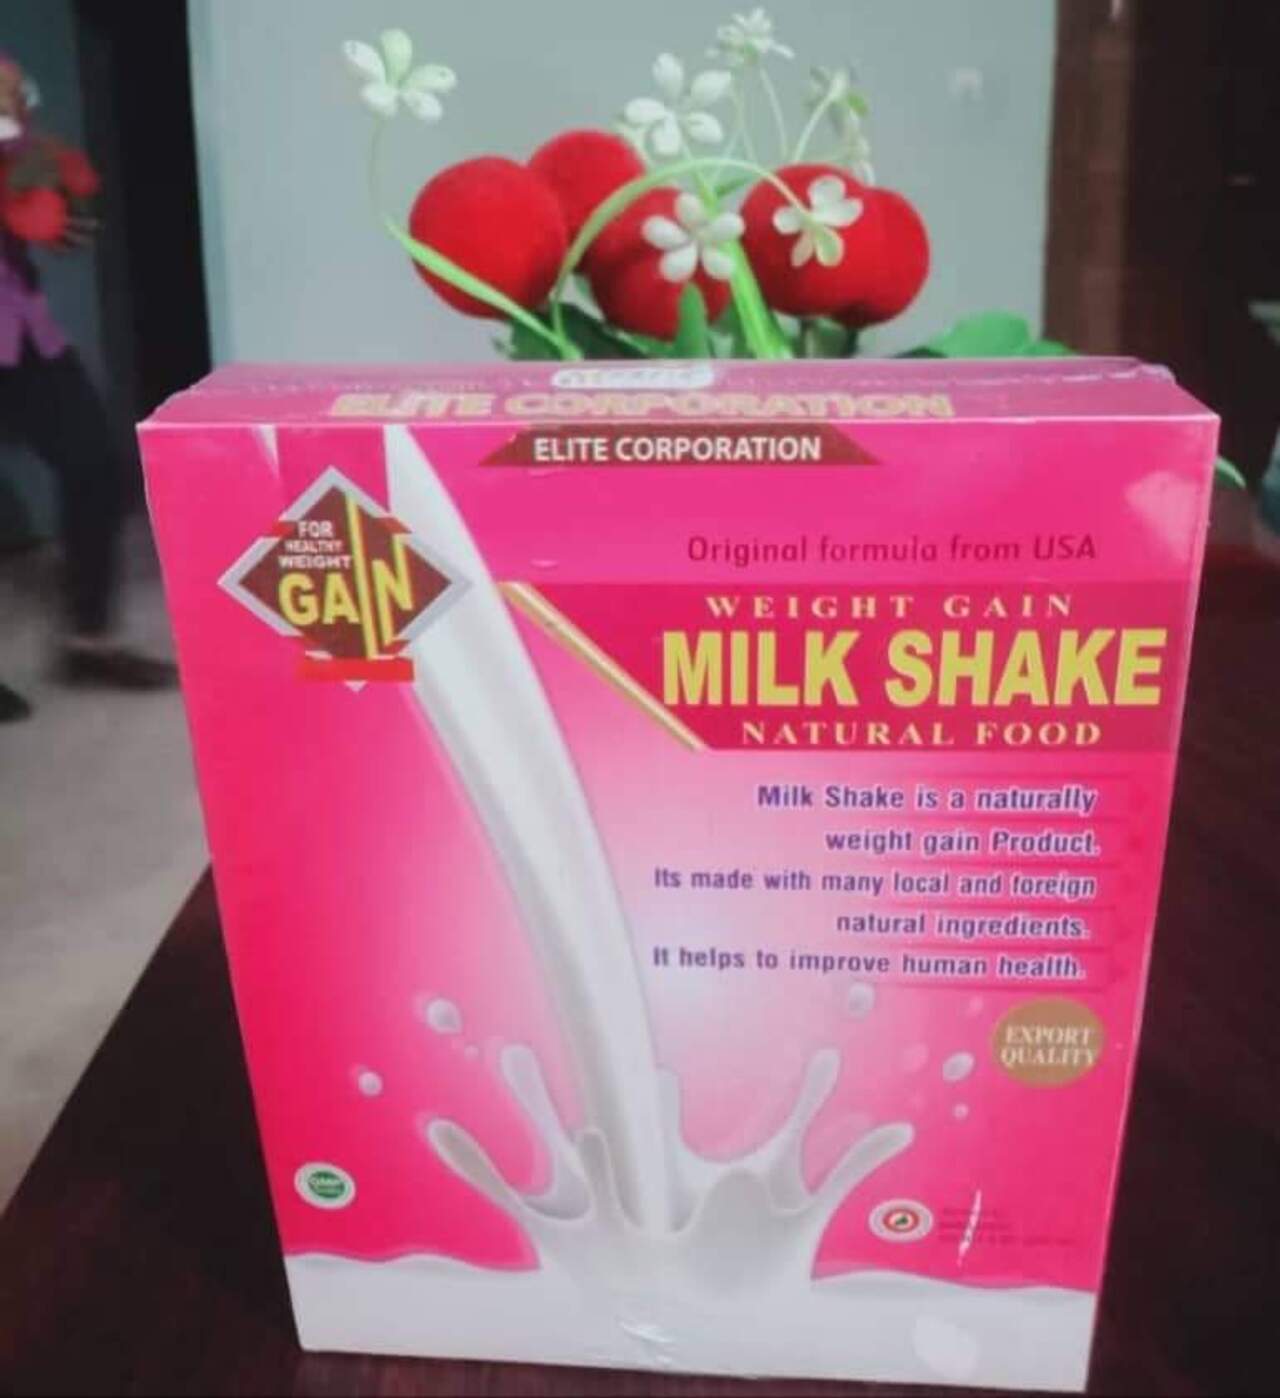 ELITE CORPORATION
ELITE CORPORATION
FOR
HEALTHY
WEIGHT
GAIN
Original formula from USA
WEIGHT GAIN
MILK SHAKE
NATURAL FOOD
Milk Shake is a naturally
weight gain Product.
Its made with many local and foreign
natural ingredients.
It helps to improve human health.
EXPORT
QUALITY
GMP